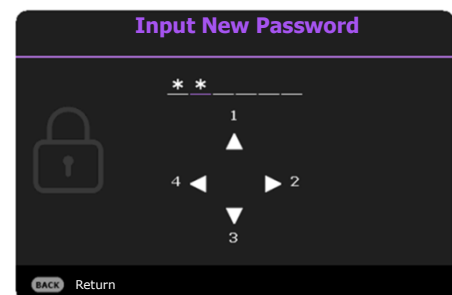 Input New Password
* * _ _ _ _
1
4 2
3
BACK Return